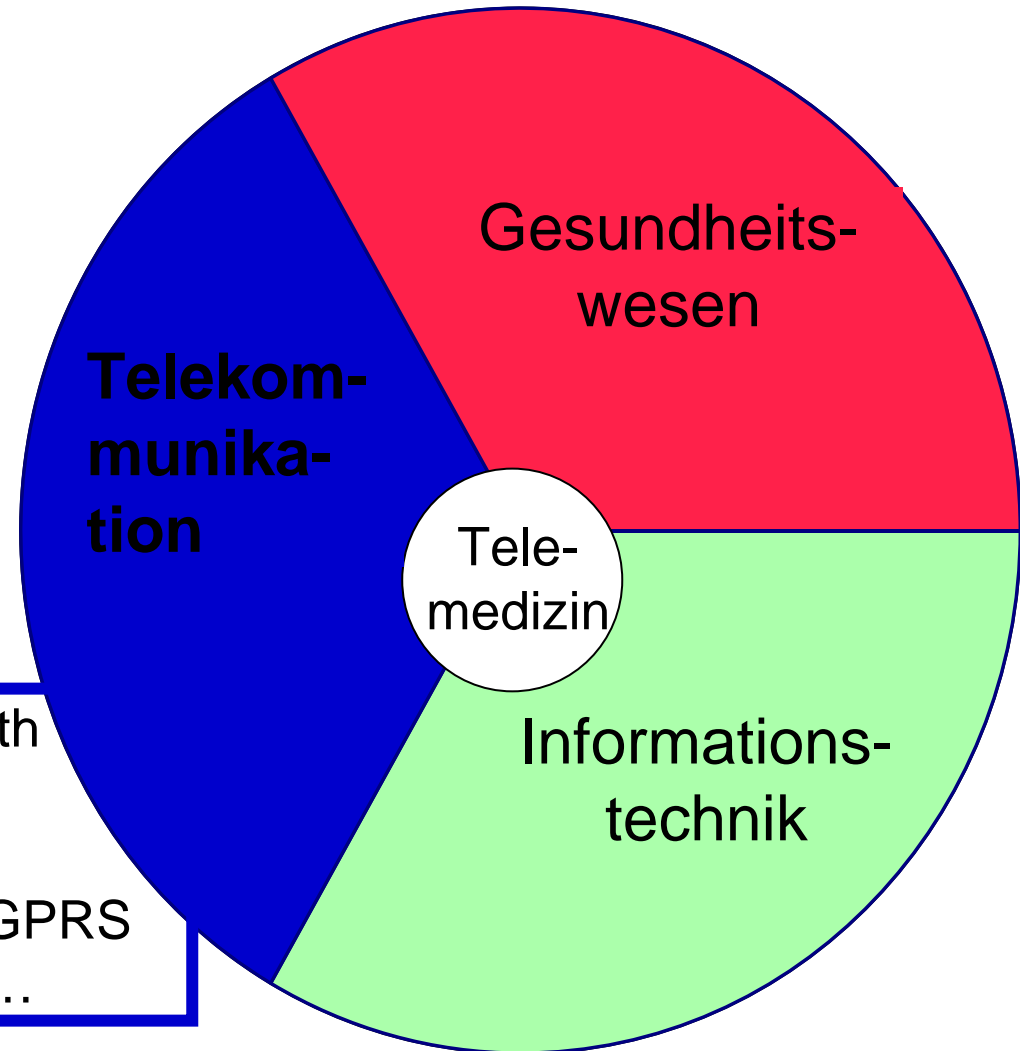 Gesundheits-
wesen
Telekom-
munika-
tion
Tele-
medizin
Informations-
technik
th
GPRS
...